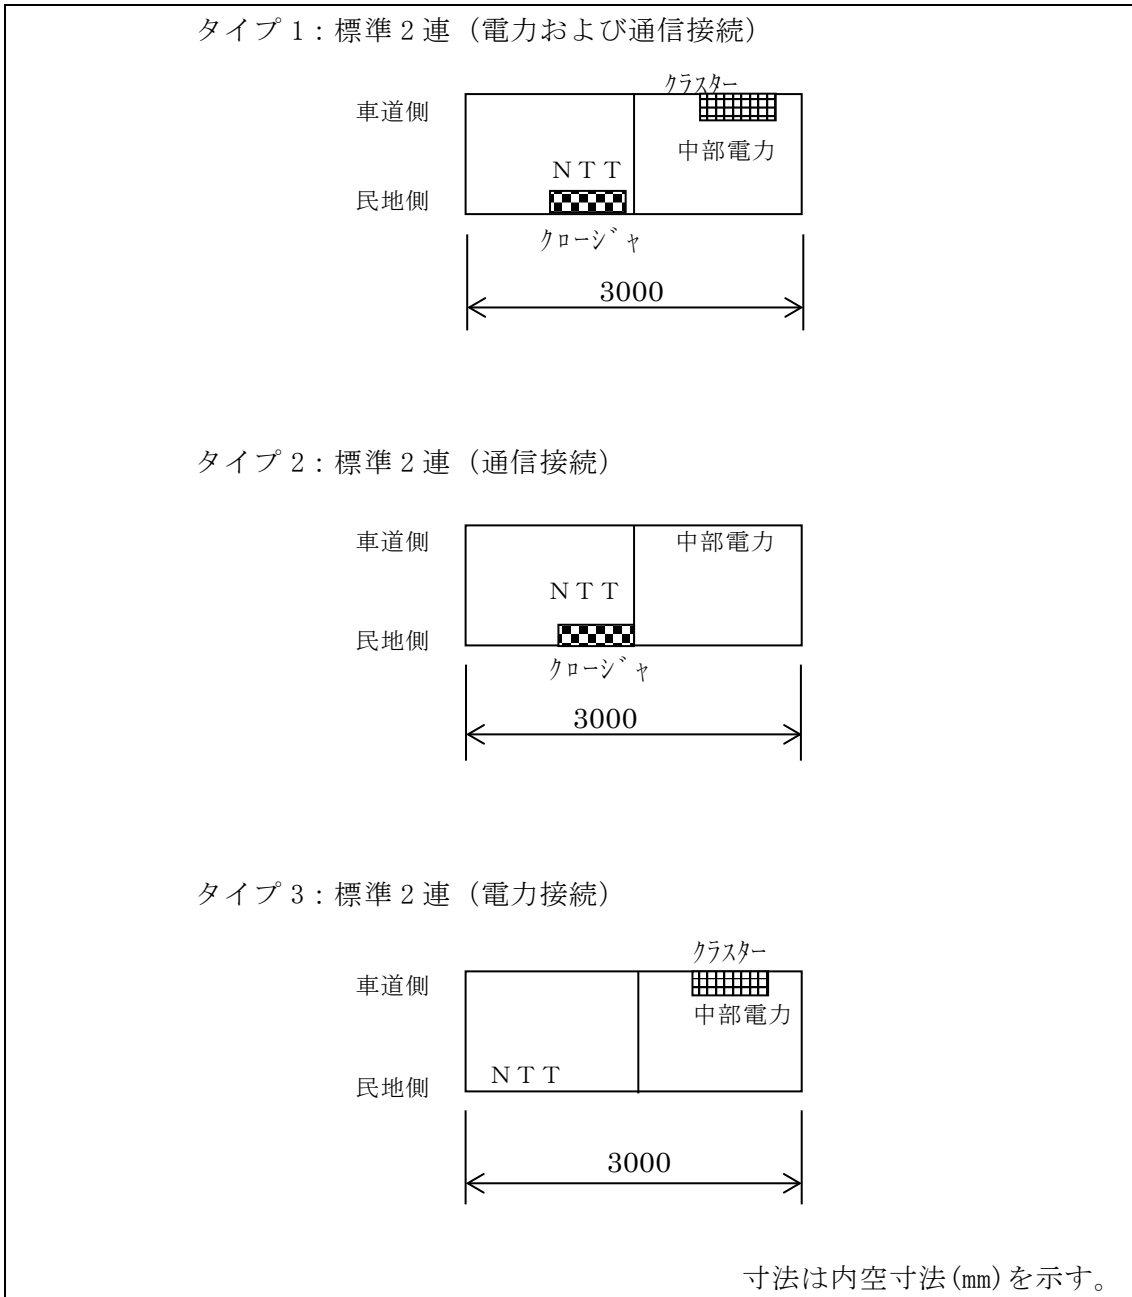 タイプ1：標準2連（電力および通信接続）
ｸﾗｽﾀｰ
車道側
中部電力
ＮＴＴ
民地側
ｸﾛｰｼﾞｬ
3000
タイプ2：標準2連（通信接続）
車道側
中部電力
ＮＴＴ
民地側
ｸﾛｰｼﾞｬ
3000
タイプ3：標準2連（電力接続）
ｸﾗｽﾀｰ
車道側
中部電力
ＮＴＴ
民地側
3000
寸法は内空寸法(mm)を示す。